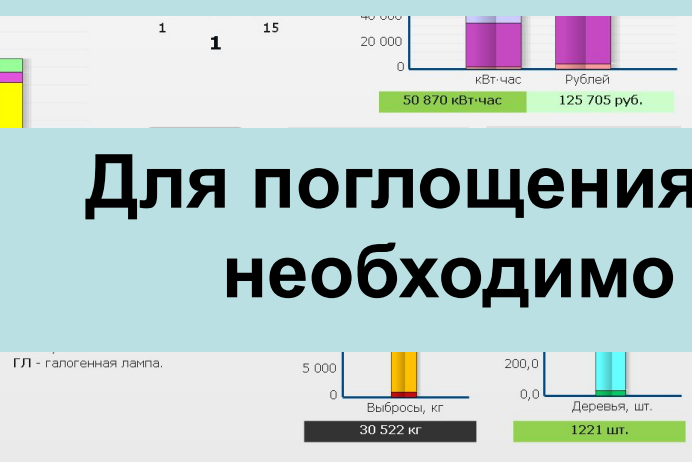 40 000
1 15
1
20 000
0
кВт·час Рублей
50 870 кВт·час 125 705 руб.
Для поглощения
необходимо
ГЛ - галогенная лампа.
5 000
200,0
0
0,0
Выбросы, кг
Деревья, шт.
30 522 кг
1221 шт.